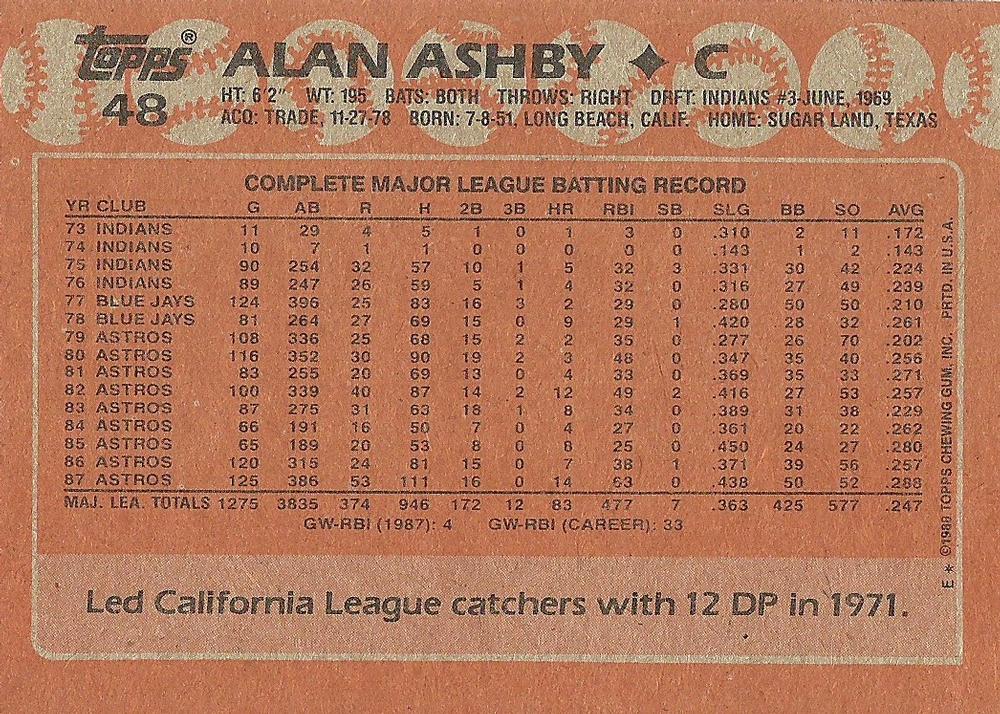 topps® ALAN ASHBY ♦ C
48 HT: 6'2" WT: 195 BATS: BOTH THROWS: RIGHT DRFT: INDIANS #3-JUNE, 1969
ACQ: TRADE, 11-27-78 BORN: 7-8-51, LONG BEACH, CALIF. HOME: SUGAR LAND, TEXAS
COMPLETE MAJOR LEAGUE BATTING RECORD
YR CLUB G AB R H 2B 3B HR RBI SB SLG BB SO AVG
73 INDIANS 11 29 4 5 1 0 1 3 0 .310 2 11 .172
74 INDIANS 10 7 1 1 0 0 0 0 0 .143 1 2 .143
75 INDIANS 90 254 32 57 10 1 5 32 3 .331 30 42 .224
76 INDIANS 89 247 26 59 5 1 4 32 0 .316 27 49 .239
77 BLUE JAYS 124 396 25 83 16 3 2 29 0 .280 50 50 .210
78 BLUE JAYS 81 264 27 69 15 0 9 29 1 .420 28 32 .261
79 ASTROS 108 336 25 68 15 2 2 35 0 .277 26 70 .202
80 ASTROS 116 352 30 90 19 2 3 48 0 .347 35 40 .256
81 ASTROS 83 255 20 69 13 0 4 33 0 .369 35 33 .271
82 ASTROS 100 339 40 87 14 2 12 49 2 .416 27 53 .257
83 ASTROS 87 275 31 63 18 1 8 34 0 .389 31 38 .229
84 ASTROS 66 191 16 50 7 0 4 27 0 .361 20 22 .262
85 ASTROS 65 189 20 53 8 0 8 25 0 .450 24 27 .280
86 ASTROS 120 315 24 81 15 0 7 38 1 .371 39 56 .257
87 ASTROS 125 386 53 111 16 0 14 63 0 .438 50 52 .288
MAJ. LEA. TOTALS 1275 3835 374 946 172 12 83 477 7 .363 425 577 .247
GW-RBI (1987): 4 GW-RBI (CAREER): 33
Led California League catchers with 12 DP in 1971.
E * ©1988 TOPPS CHEWING GUM, INC. PRTD. IN U.S.A.